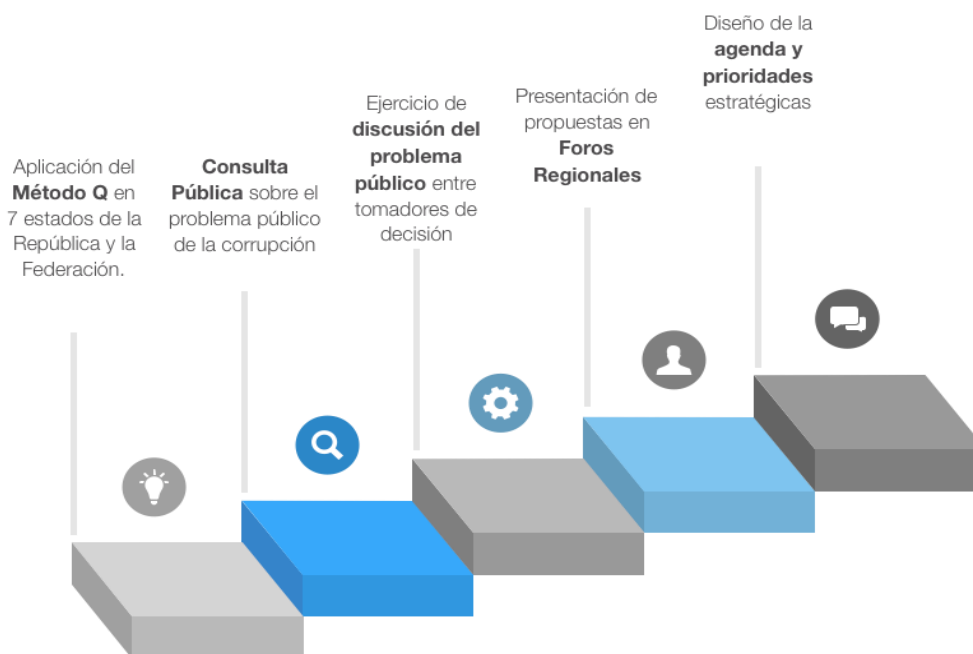 Aplicación del
Método Q en
7 estados de la
República y la
Federación.
Consulta
Pública sobre el
problema público
de la corrupción
Ejercicio de
discusión del
problema
público entre
tomadores de
decisión
Presentación de
propuestas en
Foros
Regionales
Diseño de la
agenda y
prioridades
estratégicas